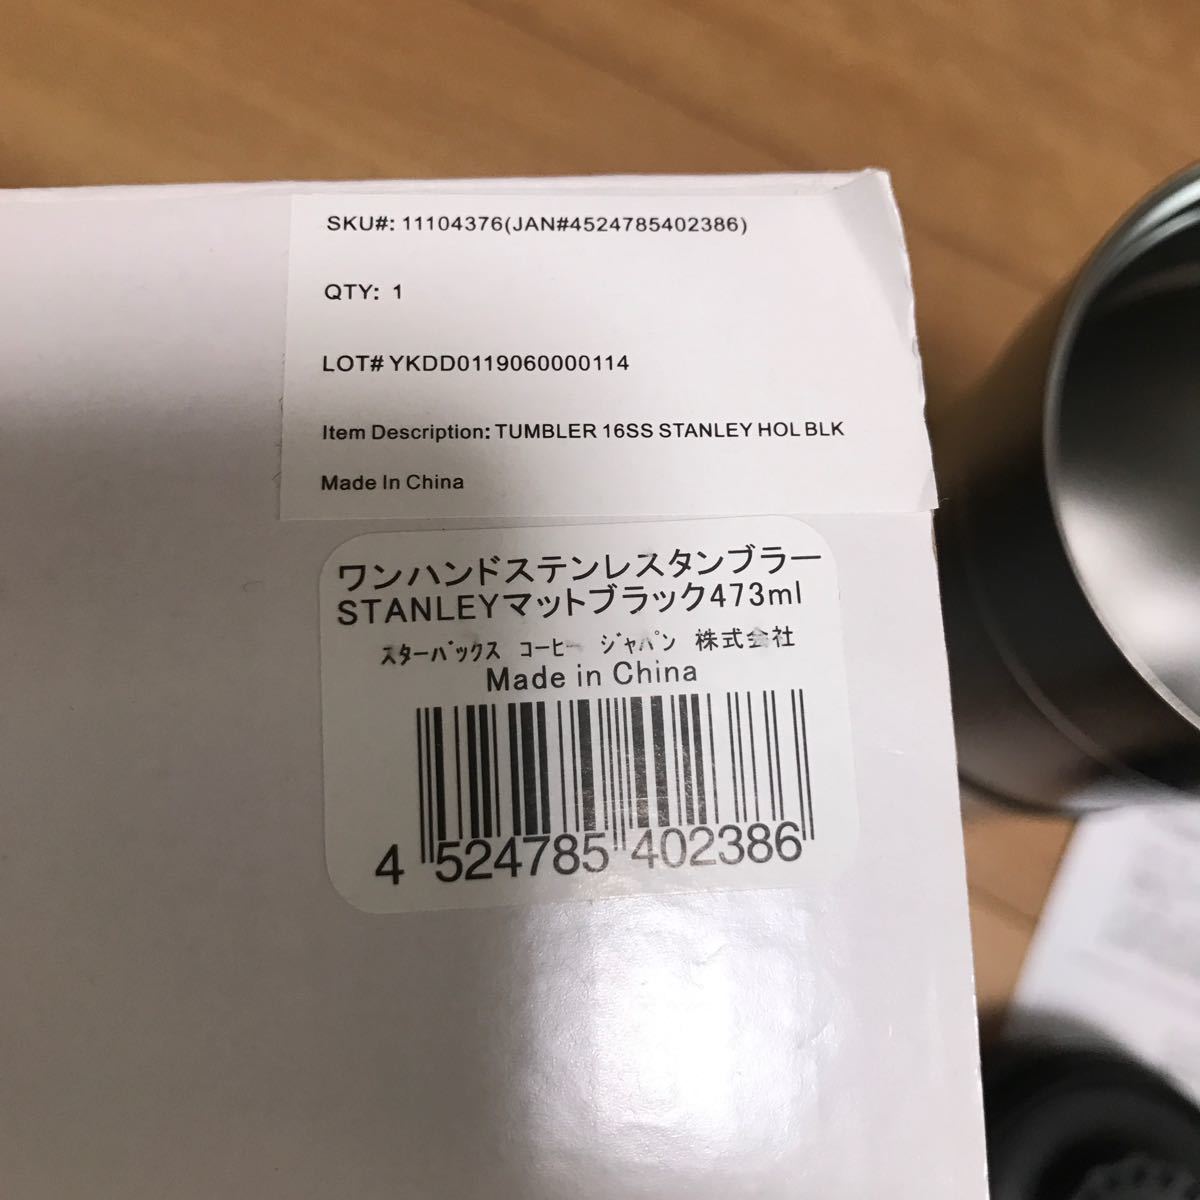 SKU#: 11104376(JAN#4524785402386)
QTY: 1
LOT# YKDD0119060000114
Item Description: TUMBLER 16SS STANLEY HOL BLK
Made In China
ワンハンドステンレスタンブラー
STANLEYマットブラック473ml
ｽﾀｰﾊﾞｯｸｽ ｺｰﾋｰ ｼﾞｬﾊﾟﾝ 株式会社
Made in China
4 524785 402386